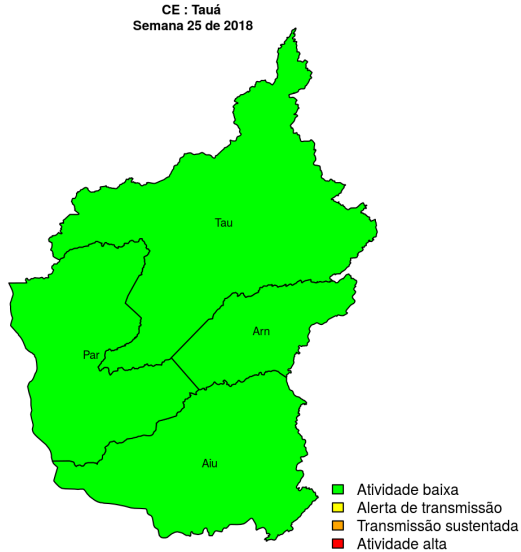 CE : Tauá
Semana 25 de 2018
Tau
Arn
Par
Aiu
Atividade baixa
Alerta de transmissão
Transmissão sustentada
Atividade alta